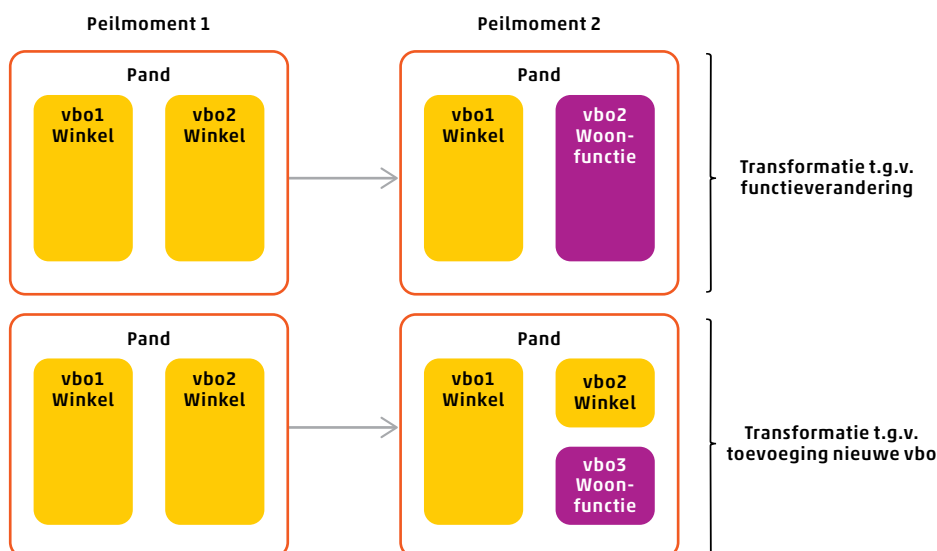 Peilmoment 1
Peilmoment 2
Pand
vbo1
Winkel
vbo2
Winkel
Pand
vbo1
Winkel
vbo2
Woon-
functie
Transformatie t.g.v.
functieverandering
Pand
vbo1
Winkel
vbo2
Winkel
Pand
vbo1
Winkel
vbo2
Winkel
vbo3
Woon-
functie
Transformatie t.g.v.
toevoeging nieuwe vbo